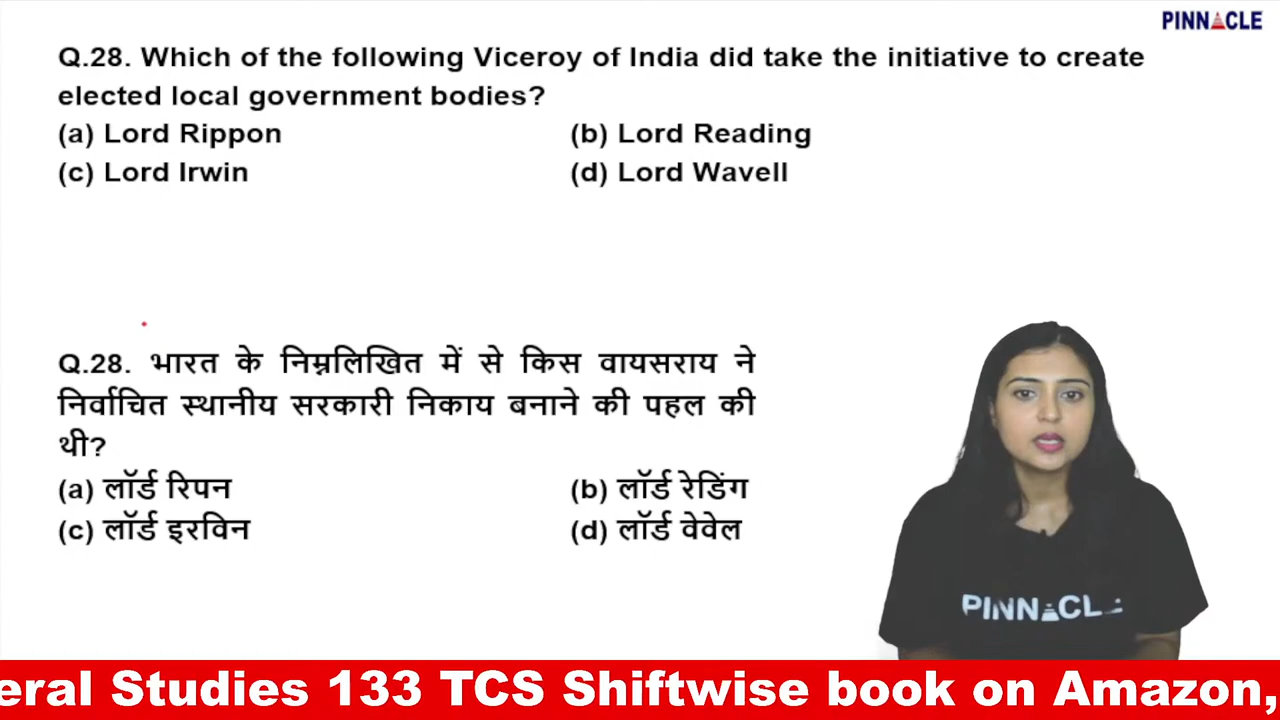 PINNACLE
Q.28. Which of the following Viceroy of India did take the initiative to create
elected local government bodies?
(a) Lord Rippon (b) Lord Reading
(c) Lord Irwin (d) Lord Wavell
Q.28. भारत के निम्नलिखित में से किस वायसराय ने
निर्वाचित स्थानीय सरकारी निकाय बनाने की पहल की
थी?
(a) लॉर्ड रिपन (b) लॉर्ड रेडिंग
(c) लॉर्ड इरविन (d) लॉर्ड वेवेल
PINNACLE
eral Studies 133 TCS Shiftwise book on Amazon,